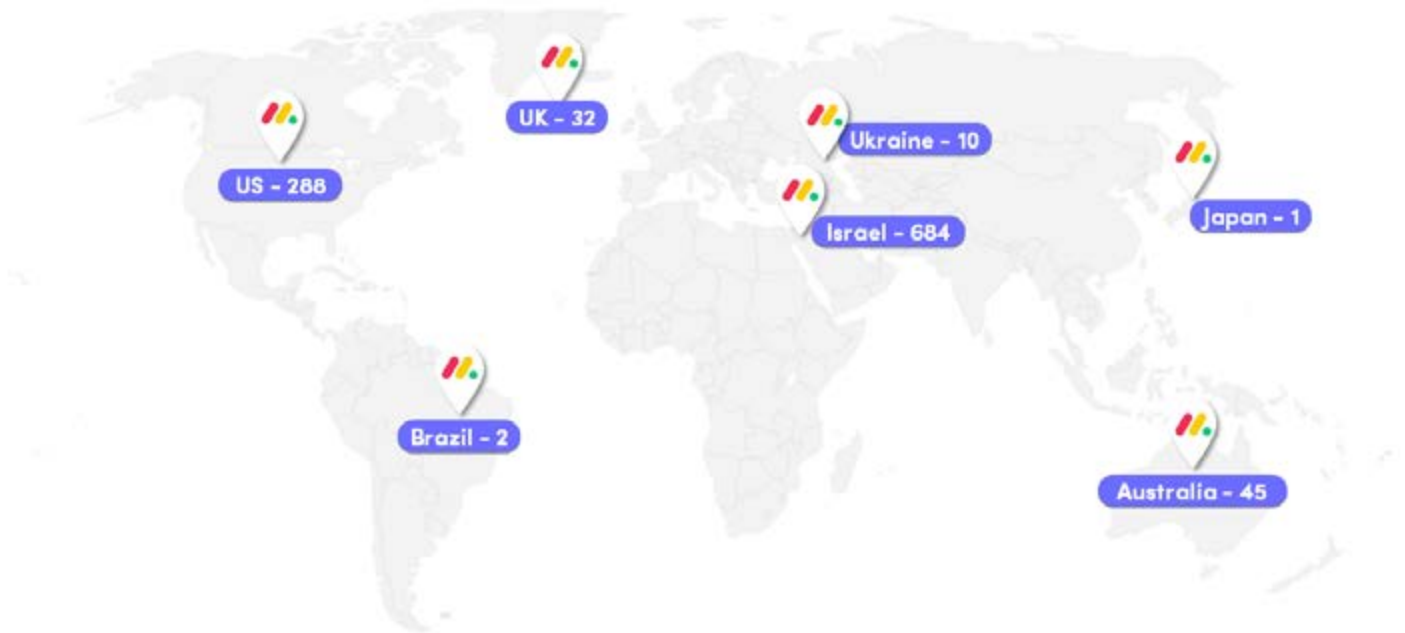 UK - 32
Ukraine - 10
US - 288
Japan - 1
Israel - 684
Brazil - 2
Australia - 45